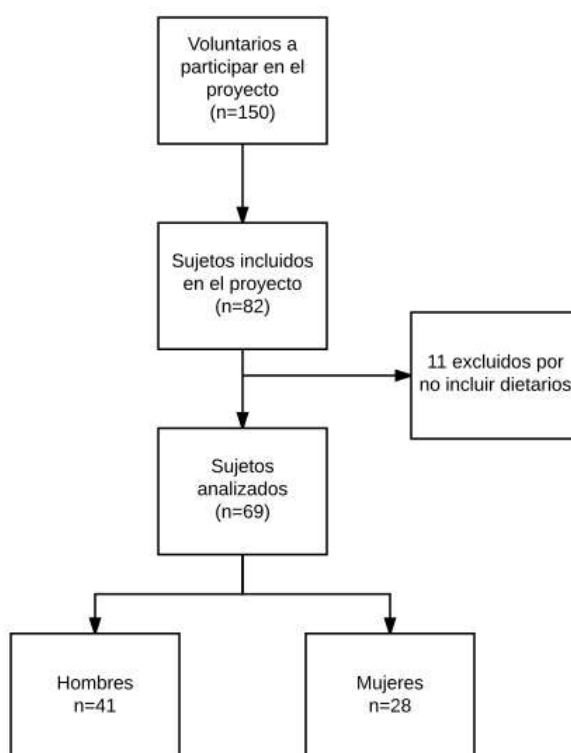 Voluntarios a
participar en el
proyecto
(n=150)
Sujetos incluidos
en el proyecto
(n=82)
11 excluidos por
no incluir dietarios
Sujetos
analizados
(n=69)
Hombres
n=41
Mujeres
n=28